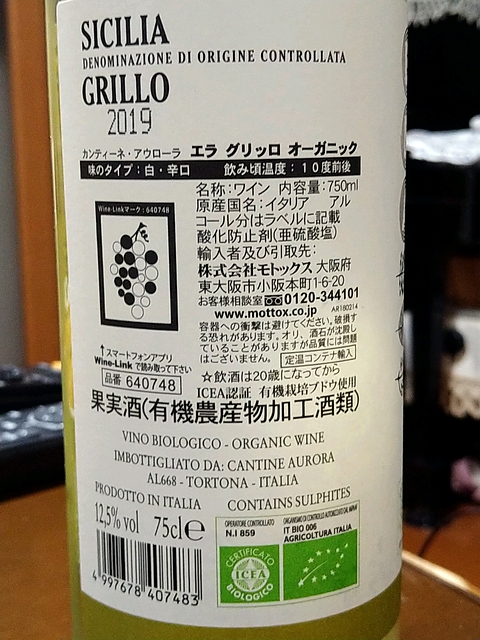 SICILIA
DENOMINAZIONE DI ORIGINE CONTROLLATA
GRILLO
2019
カンティーネ・アウローラ エラ グリッロ オーガニック
味のタイプ:白・辛口 飲み頃温度:10度前後
Wine-Linkマーク:640748
名称:ワイン 内容量:750ml
原産国名:イタリア アル
コール分はラベルに記載
酸化防止剤(亜硫酸塩)
輸入者及び引取先:
株式会社モトックス 大阪府
東大阪市小阪本町1-6-20
お客様相談室 0120-344101
www.mottox.co.jp AR180214
容器への衝撃は避けてください。破損す
る恐れがあります。オリ、酒石が沈殿し
ていることがありますが品質には問題
はございません。 定温コンテナ輸入
↑スマートフォンアプリ
Wine-Link で読み取って下さい
品番 640748
☆飲酒は20歳になってから
ICEA認証 有機栽培ブドウ使用
果実酒(有機農産物加工酒類)
VINO BIOLOGICO - ORGANIC WINE
IMBOTTIGLIATO DA: CANTINE AURORA
AL668 - TORTONA - ITALIA
PRODOTTO IN ITALIA CONTAINS SULPHITES
12,5% vol 75cl e
OPERATORE CONTROLLATO
N.I 859
ORGANISMO DI CONTROLLO AUTORIZZATO DAL MIPAAF
IT BIO 006
AGRICOLTURA ITALIA
CERTIFICATO
ICEA
BIOLOGICO
4 997678 407483